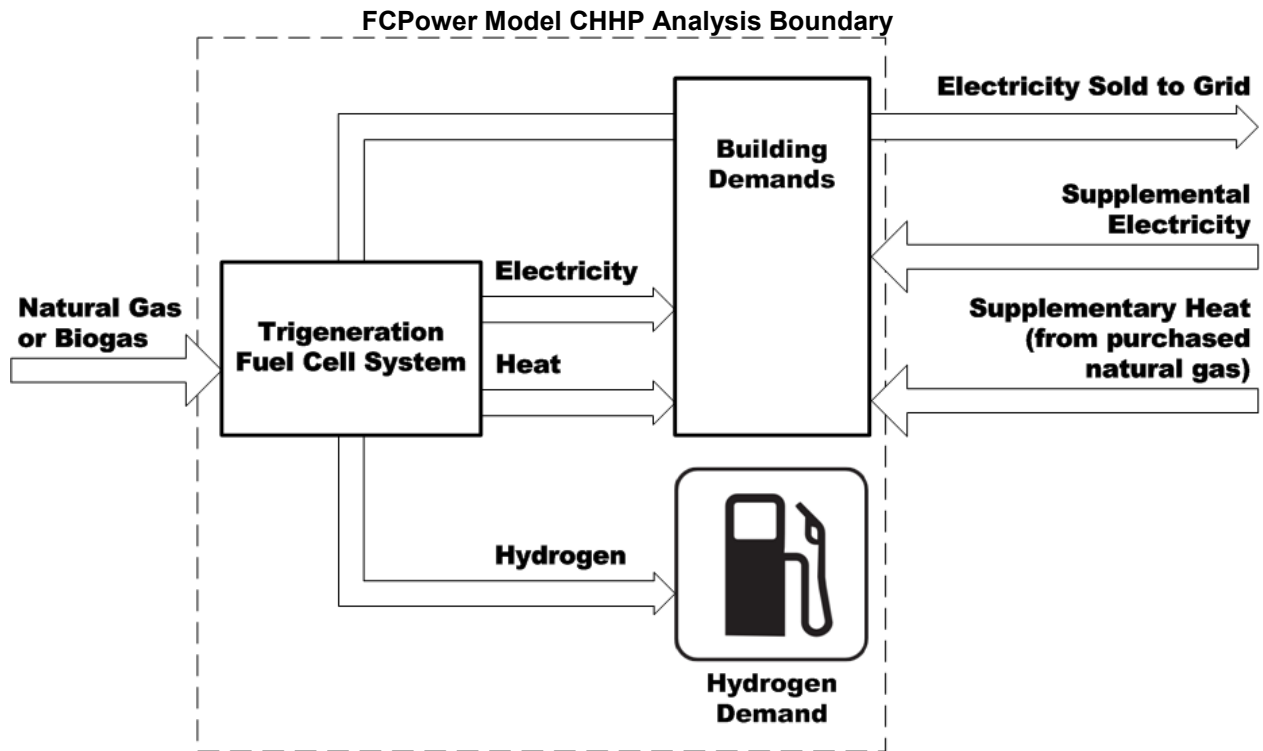 FCPower Model CHHP Analysis Boundary
Electricity Sold to Grid
Building
Demands
Supplemental
Electricity
Electricity
Natural Gas
or Biogas
Trigeneration
Fuel Cell System
Heat
Supplementary Heat
(from purchased
natural gas)
Hydrogen
Hydrogen
Demand